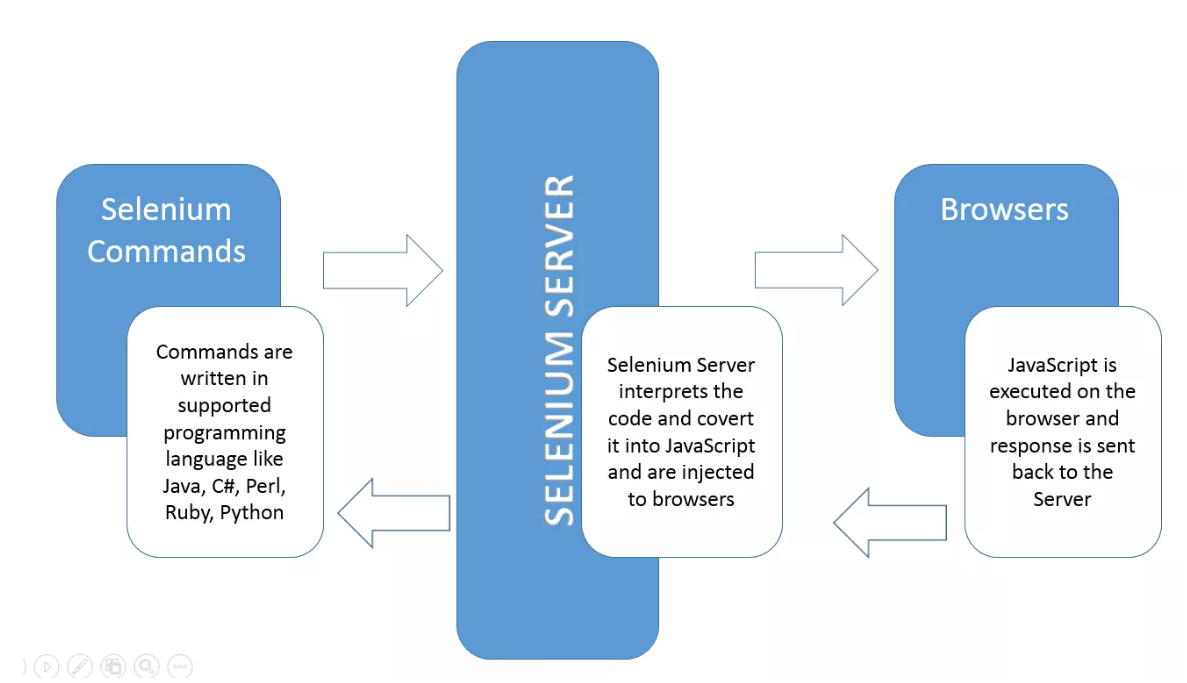 Selenium
Commands
Commands are
written in
supported
programming
language like
Java, C#, Perl,
Ruby, Python
SELENIUM SERVER
Selenium Server
interprets the
code and covert
it into JavaScript
and are injected
to browsers
Browsers
JavaScript is
executed on the
browser and
response is sent
back to the
Server